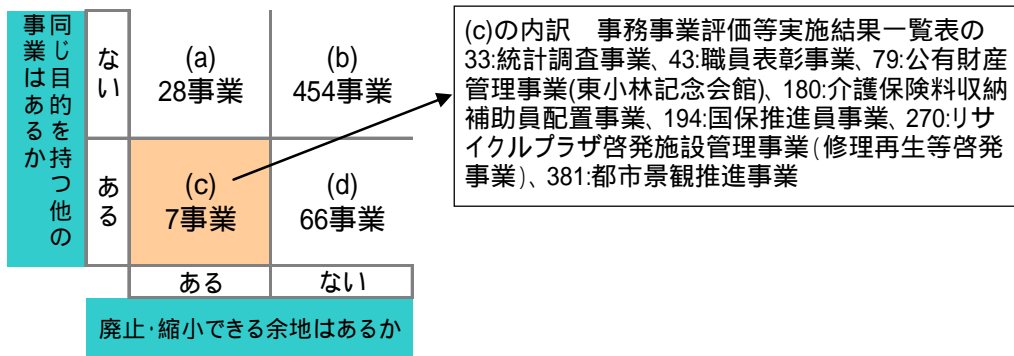 同じ目的を持つ他の
事業はあるか
ない
(a)
28事業
(b)
454事業
ある
(c)
7事業
(d)
66事業
ある
ない
廃止・縮小できる余地はあるか
(c)の内訳　事務事業評価等実施結果一覧表の
33:統計調査事業、43:職員表彰事業、79:公有財産
管理事業(東小林記念会館)、180:介護保険料収納
補助員配置事業、194:国保推進員事業、270:リサ
イクルプラザ啓発施設管理事業(修理再生等啓発
事業)、381:都市景観推進事業